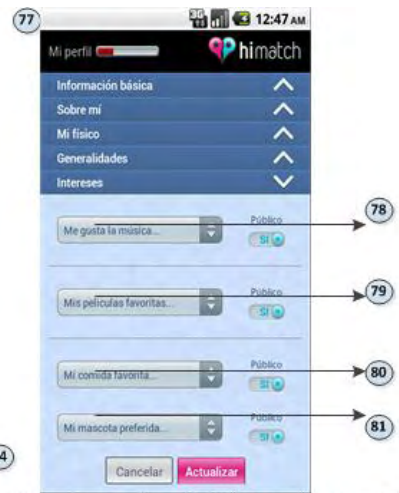 77
3G
12:47 AM
Mi perfil
himatch
Información básica
Sobre mí
Mi físico
Generalidades
Intereses
78
Me gusta la música...
Público
SI
79
Mis películas favoritas...
Público
SI
80
Mi comida favorita...
Público
SI
81
Mi mascota preferida...
Público
SI
4
Cancelar
Actualizar